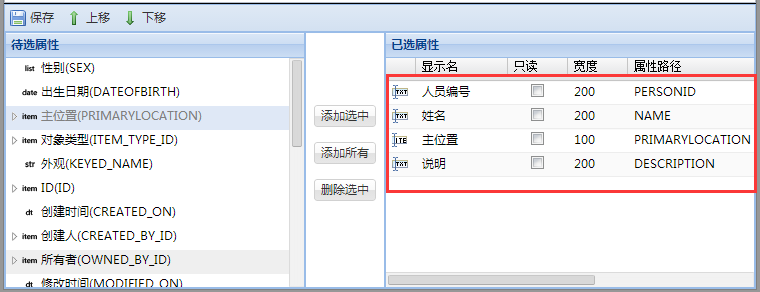 保存 上移 下移
待选属性
list 性别(SEX)
date 出生日期(DATEOFBIRTH)
item 主位置(PRIMARYLOCATION)
item 对象类型(ITEM_TYPE_ID)
str 外观(KEYED_NAME)
item ID(ID)
dt 创建时间(CREATED_ON)
item 创建人(CREATED_BY_ID)
item 所有者(OWNED_BY_ID)
dt 修改时间(MODIFIED_ON)
添加选中
添加所有
删除选中
已选属性
显示名 只读 宽度 属性路径
TXT 人员编号 200 PERSONID
TXT 姓名 200 NAME
ITE 主位置 100 PRIMARYLOCATION
TXT 说明 200 DESCRIPTION